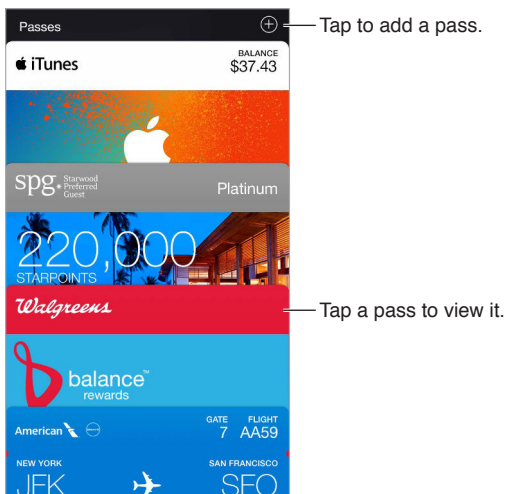 Passes
Tap to add a pass.
iTunes
BALANCE
$37.43
spg. Starwood
Preferred
Guest
Platinum
220,000
STARPOINTS
Walgreens
Tap a pass to view it.
balance™
rewards
American
GATE FLIGHT
7 AA59
NEW YORK SAN FRANCISCO
JFK SFO